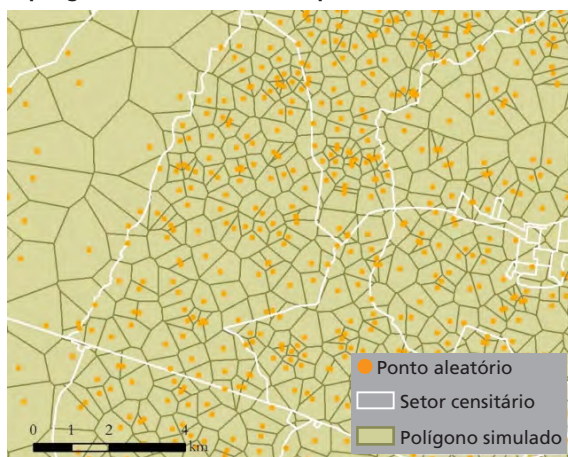 Ponto aleatório
Setor censitário
Polígono simulado
0 1 2 4
km